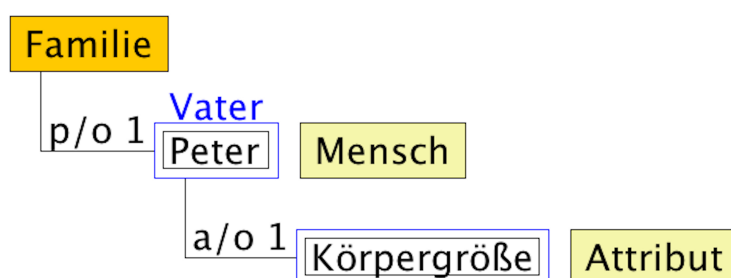 Familie
Vater
p/o 1 Peter Mensch
a/o 1 Körpergröße Attribut